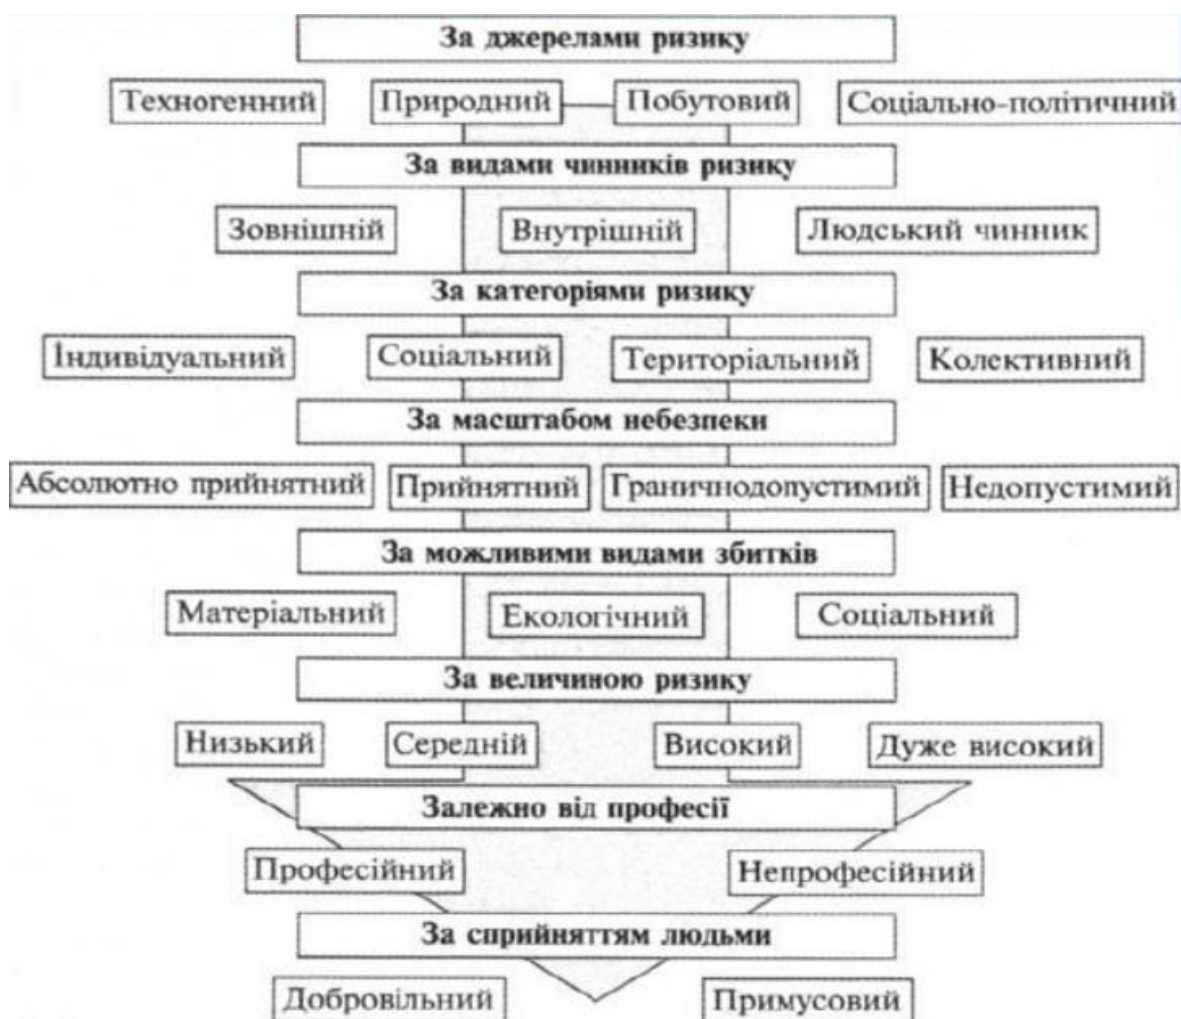 За джерелами ризику
Техногенний Природний Побутовий Соціально-політичний
За видами чинників ризику
Зовнішній Внутрішній Людський чинник
За категоріями ризику
Індивідуальний Соціальний Територіальний Колективний
За масштабом небезпеки
Абсолютно прийнятний Прийнятний Граничнодопустимий Недопустимий
За можливими видами збитків
Матеріальний Екологічний Соціальний
За величиною ризику
Низький Середній Високий Дуже високий
Залежно від професії
Професійний Непрофесійний
За сприйняттям людьми
Добровільний Примусовий